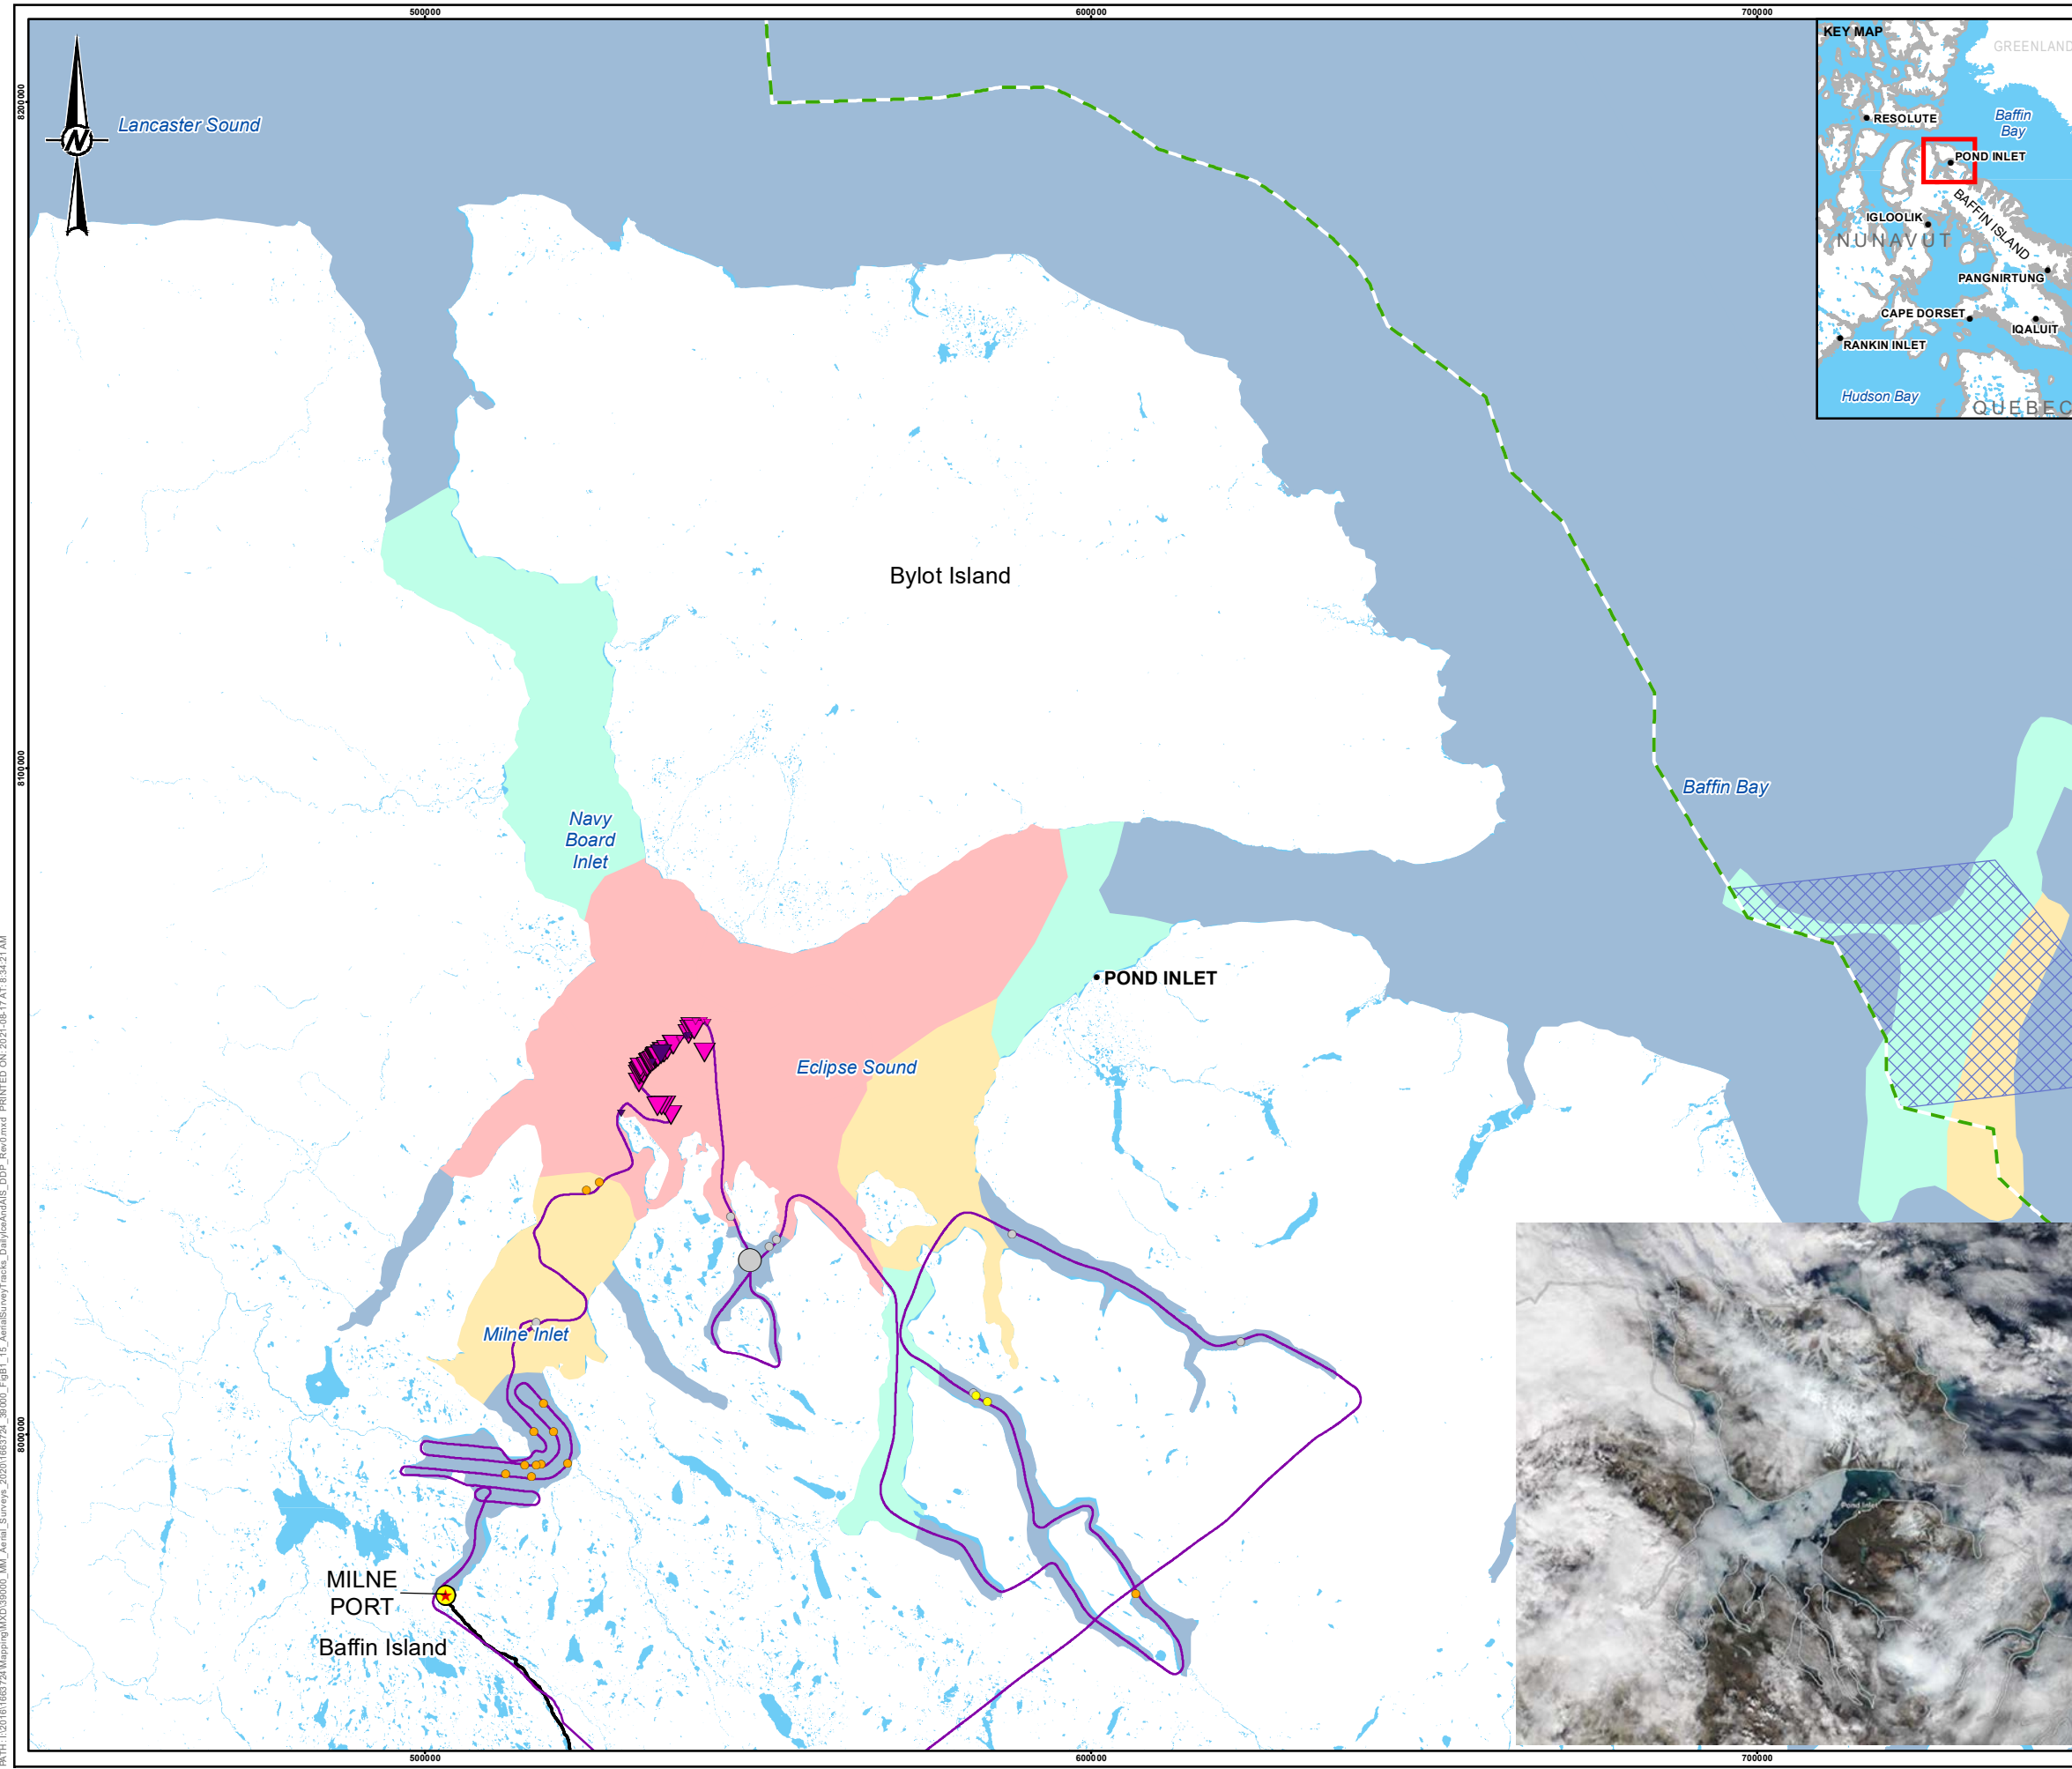 500000
600000
700000
KEY MAP
GREENLAND
Baffin
Bay
RESOLUTE
POND INLET
BAFFIN ISLAND
IGLOOLIK
NUNAVUT
PANGNIRTUNG
CAPE DORSET
IQALUIT
RANKIN INLET
Hudson Bay
QUEBEC
8200000
N
Lancaster Sound
Bylot Island
8100000
Baffin Bay
Navy
Board
Inlet
POND INLET
Eclipse Sound
Milne Inlet
8000000
Pond Inlet
MILNE
PORT
Baffin Island
500000
600000
700000